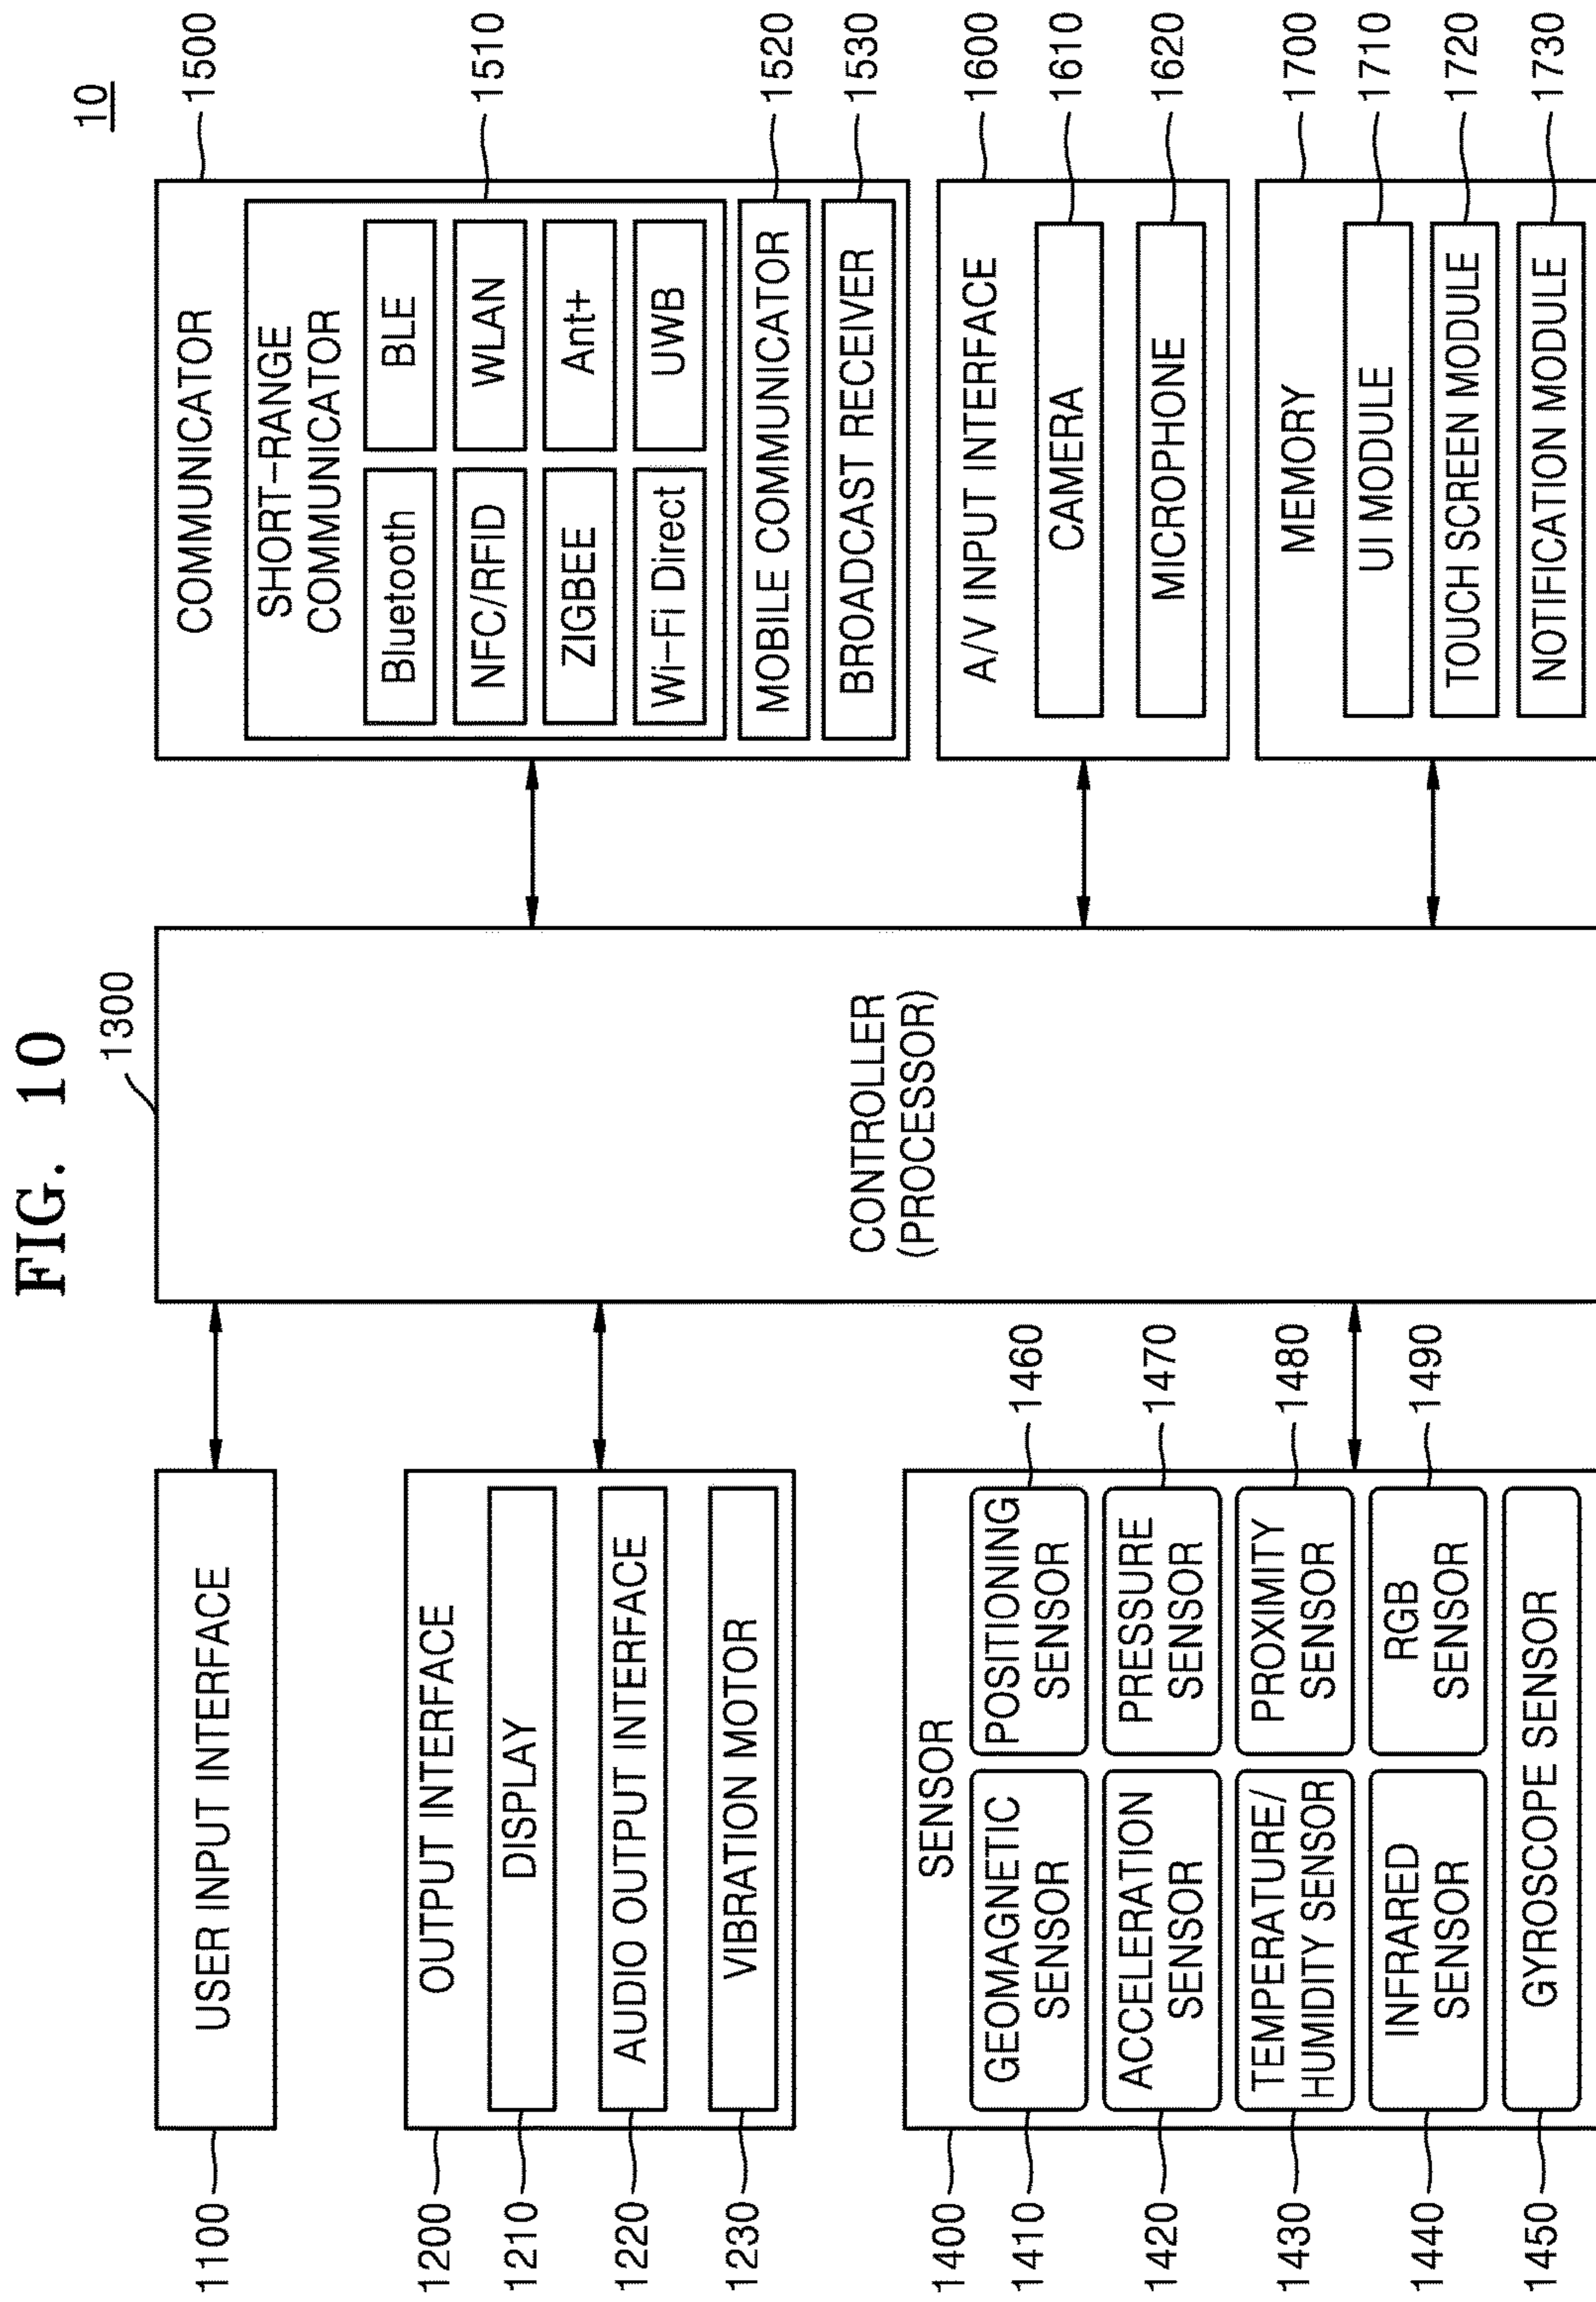 FIG. 10
10
1100
USER INPUT INTERFACE
1200
OUTPUT INTERFACE
1210
DISPLAY
1220
AUDIO OUTPUT INTERFACE
1230
VIBRATION MOTOR
1400
SENSOR
1410
GEOMAGNETIC
SENSOR
POSITIONING
SENSOR
1460
1420
ACCELERATION
SENSOR
PRESSURE
SENSOR
1470
1430
TEMPERATURE/
HUMIDITY SENSOR
PROXIMITY
SENSOR
1480
1440
INFRARED
SENSOR
RGB
SENSOR
1490
1450
GYROSCOPE SENSOR
1300
CONTROLLER
(PROCESSOR)
COMMUNICATOR
1500
SHORT-RANGE
COMMUNICATOR
1510
Bluetooth
BLE
NFC/RFID
WLAN
ZIGBEE
Ant+
Wi-Fi Direct
UWB
MOBILE COMMUNICATOR
1520
BROADCAST RECEIVER
1530
A/V INPUT INTERFACE
1600
CAMERA
1610
MICROPHONE
1620
MEMORY
1700
UI MODULE
1710
TOUCH SCREEN MODULE
1720
NOTIFICATION MODULE
1730